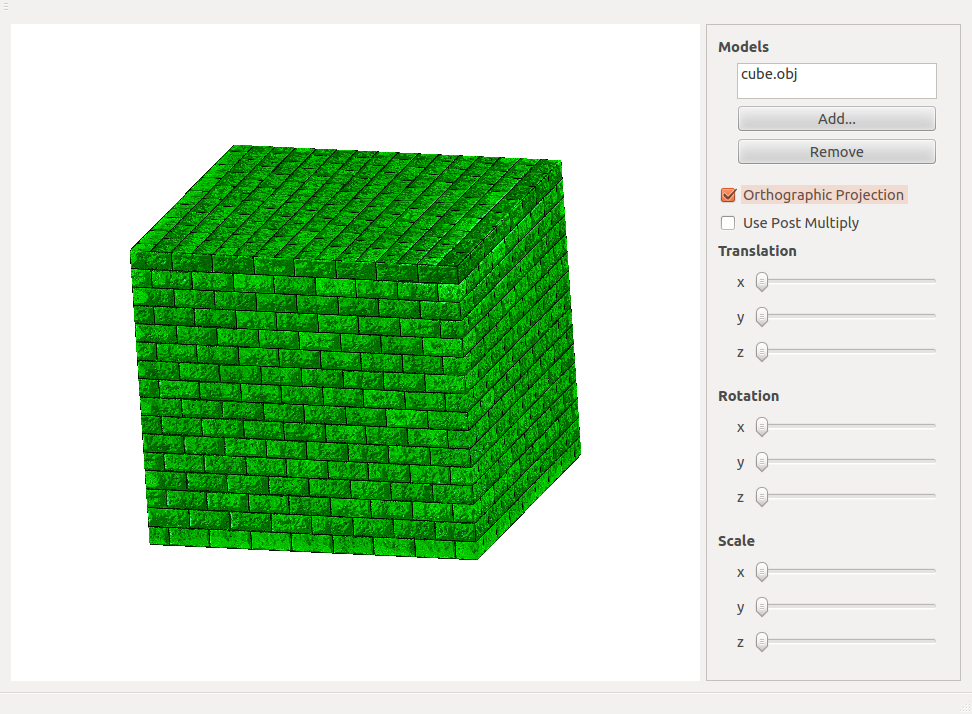 Models
cube.obj
Add...
Remove
Orthographic Projection
Use Post Multiply
Translation
x
y
z
Rotation
x
y
z
Scale
x
y
z